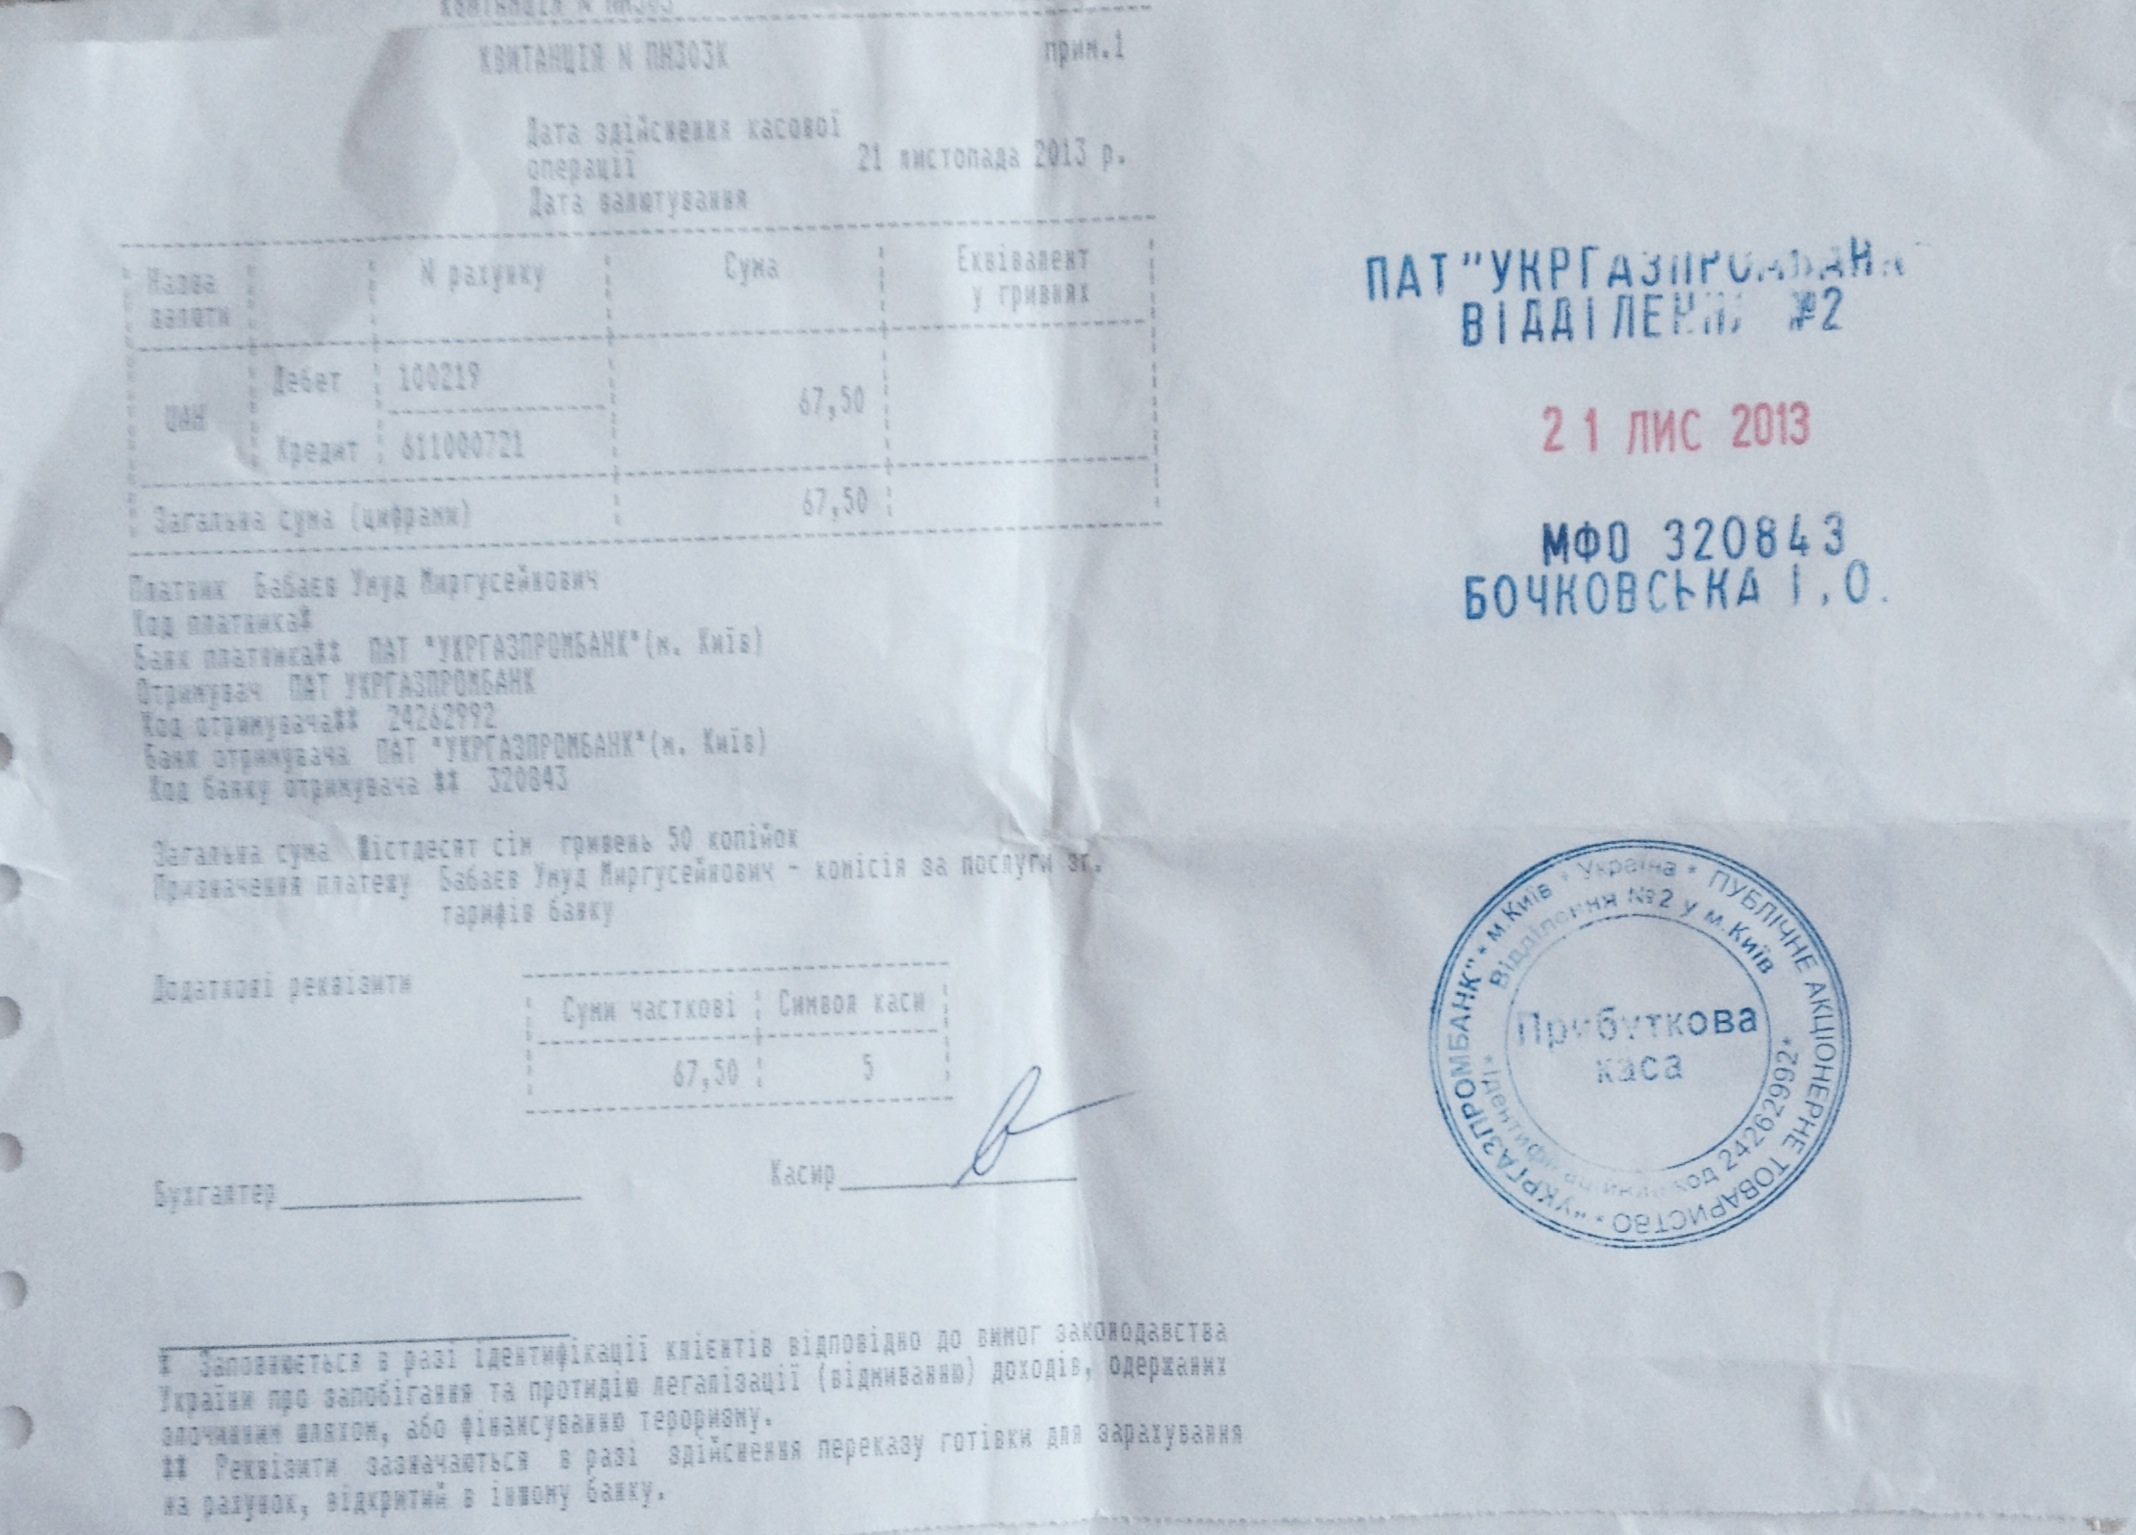 КВИТАНЦІЯ N ПН303
КВИТАНЦІЯ N ПН303К прим.1
Дата здійснення касової
операції 21 листопада 2013 р.
Дата валютування
Назва валюти N рахунку Сума Еквівалент у гривнях
UAH Дебет 100219 67,50
Кредит 611000721
Загальна сума (цифрами) 67,50
Платник Бабаєв Умуд Миргусейнович
Код платника*
Банк платника** ПАТ "УКРГАЗПРОМБАНК"(м. Київ)
Отримувач ПАТ УКРГАЗПРОМБАНК
Код отримувача** 24262992
Банк отримувача ПАТ "УКРГАЗПРОМБАНК"(м. Київ)
Код банку отримувача ** 320843
Загальна сума Шістдесят сім гривень 50 копійок
Призначення платежу Бабаєв Умуд Миргусейнович - комісія за послуги зг.
тарифів банку
Додаткові реквізити
Суми часткові Символ каси
67,50 5
Бухгалтер Касир
* Заповнюється в разі ідентифікації клієнтів відповідно до вимог законодавства
України про запобігання та протидію легалізації (відмиванню) доходів, одержаних
злочинним шляхом, або фінансуванню тероризму.
** Реквізити зазначаються в разі здійснення переказу готівки для зарахування
на рахунок, відкритий в іншому банку.
ПАТ "УКРГАЗПРОМБАНК"
ВІДДІЛЕННЯ №2
21 ЛИС 2013
МФО 320843
БОЧКОВСЬКА І.О.
* Україна * ПУБЛІЧНЕ АКЦІОНЕРНЕ ТОВАРИСТВО * "УКРГАЗПРОМБАНК" * м.Київ
Відділення №2 у м.Київ
* Ідентифікаційний код 24262992 *
Прибуткова
каса